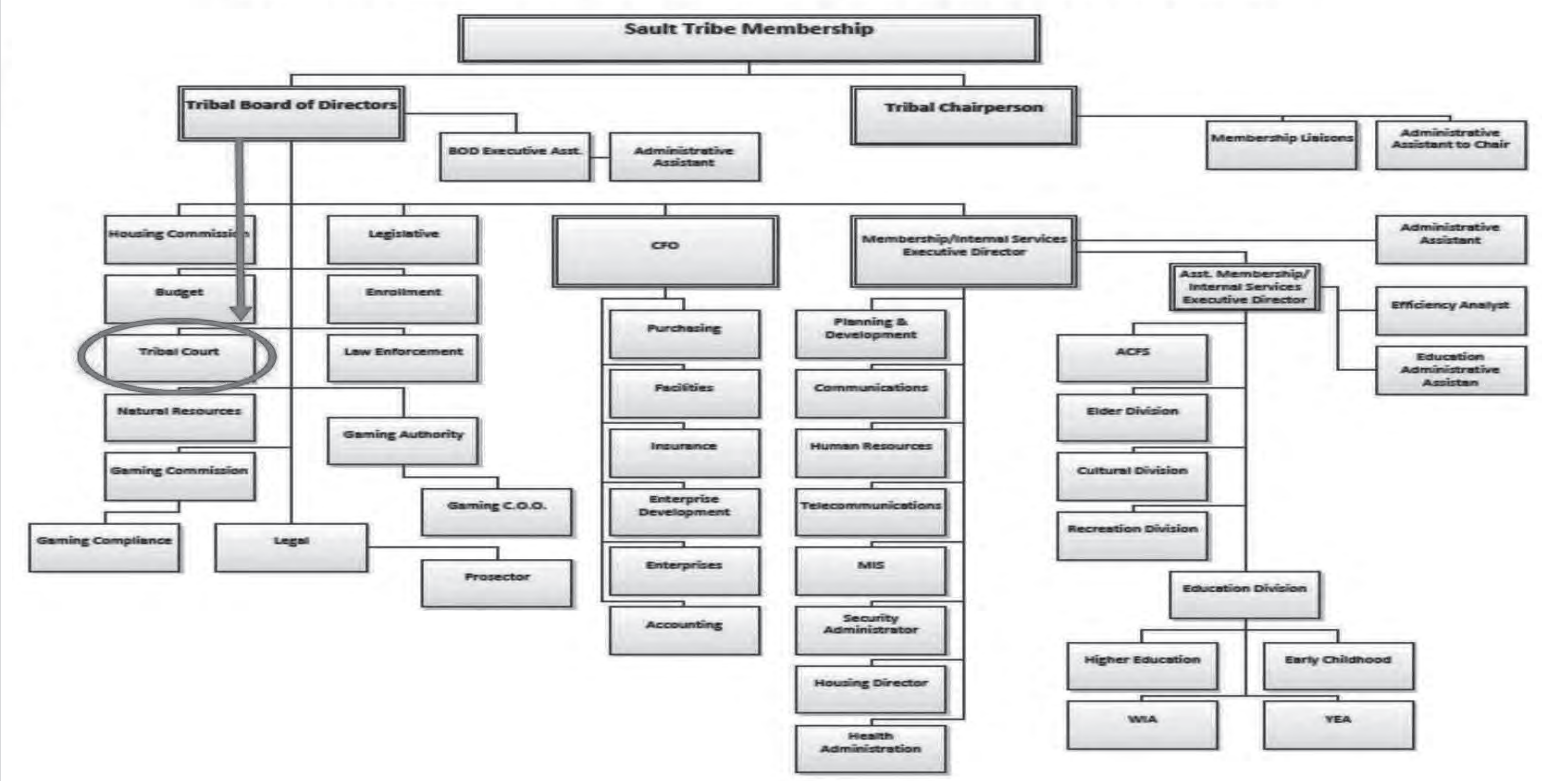 Sault Tribe Membership
Tribal Board of Directors
Tribal Chairperson
BOD Executive Asst.
Administrative
Assistant
Membership Liaisons
Administrative
Assistant to Chair
Housing Commission
Legislative
CFO
Membership/Internal Services
Executive Director
Administrative
Assistant
Budget
Enrollment
Asst. Membership/
Internal Services
Executive Director
Efficiency Analyst
Tribal Court
Law Enforcement
Purchasing
Planning &
Development
ACFS
Education
Administrative
Assistan
Natural Resources
Gaming Authority
Facilities
Communications
Elder Division
Gaming Commission
Insurance
Human Resources
Cultural Division
Gaming C.O.O.
Enterprise
Development
Telecommunications
Recreation Division
Gaming Compliance
Legal
Prosector
Enterprises
MIS
Education Division
Accounting
Security
Administrator
Higher Education
Early Childhood
Housing Director
WIA
YEA
Health
Administration